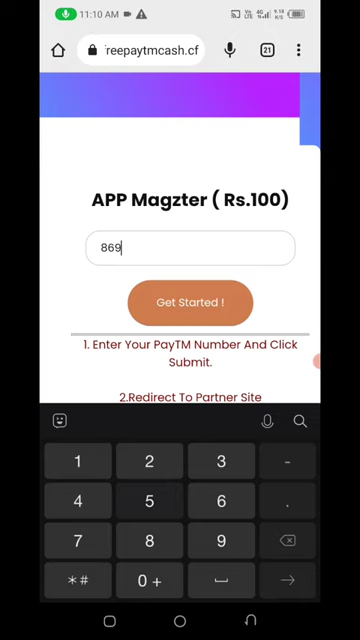 11:10 AM
4G
reepaytmcash.cf
21
APP Magzter ( Rs.100)
869
Get Started !
1. Enter Your PayTM Number And Click
Submit.
2.Redirect To Partner Site
1 2 3 -
4 5 6 .
7 8 9
*# 0 +